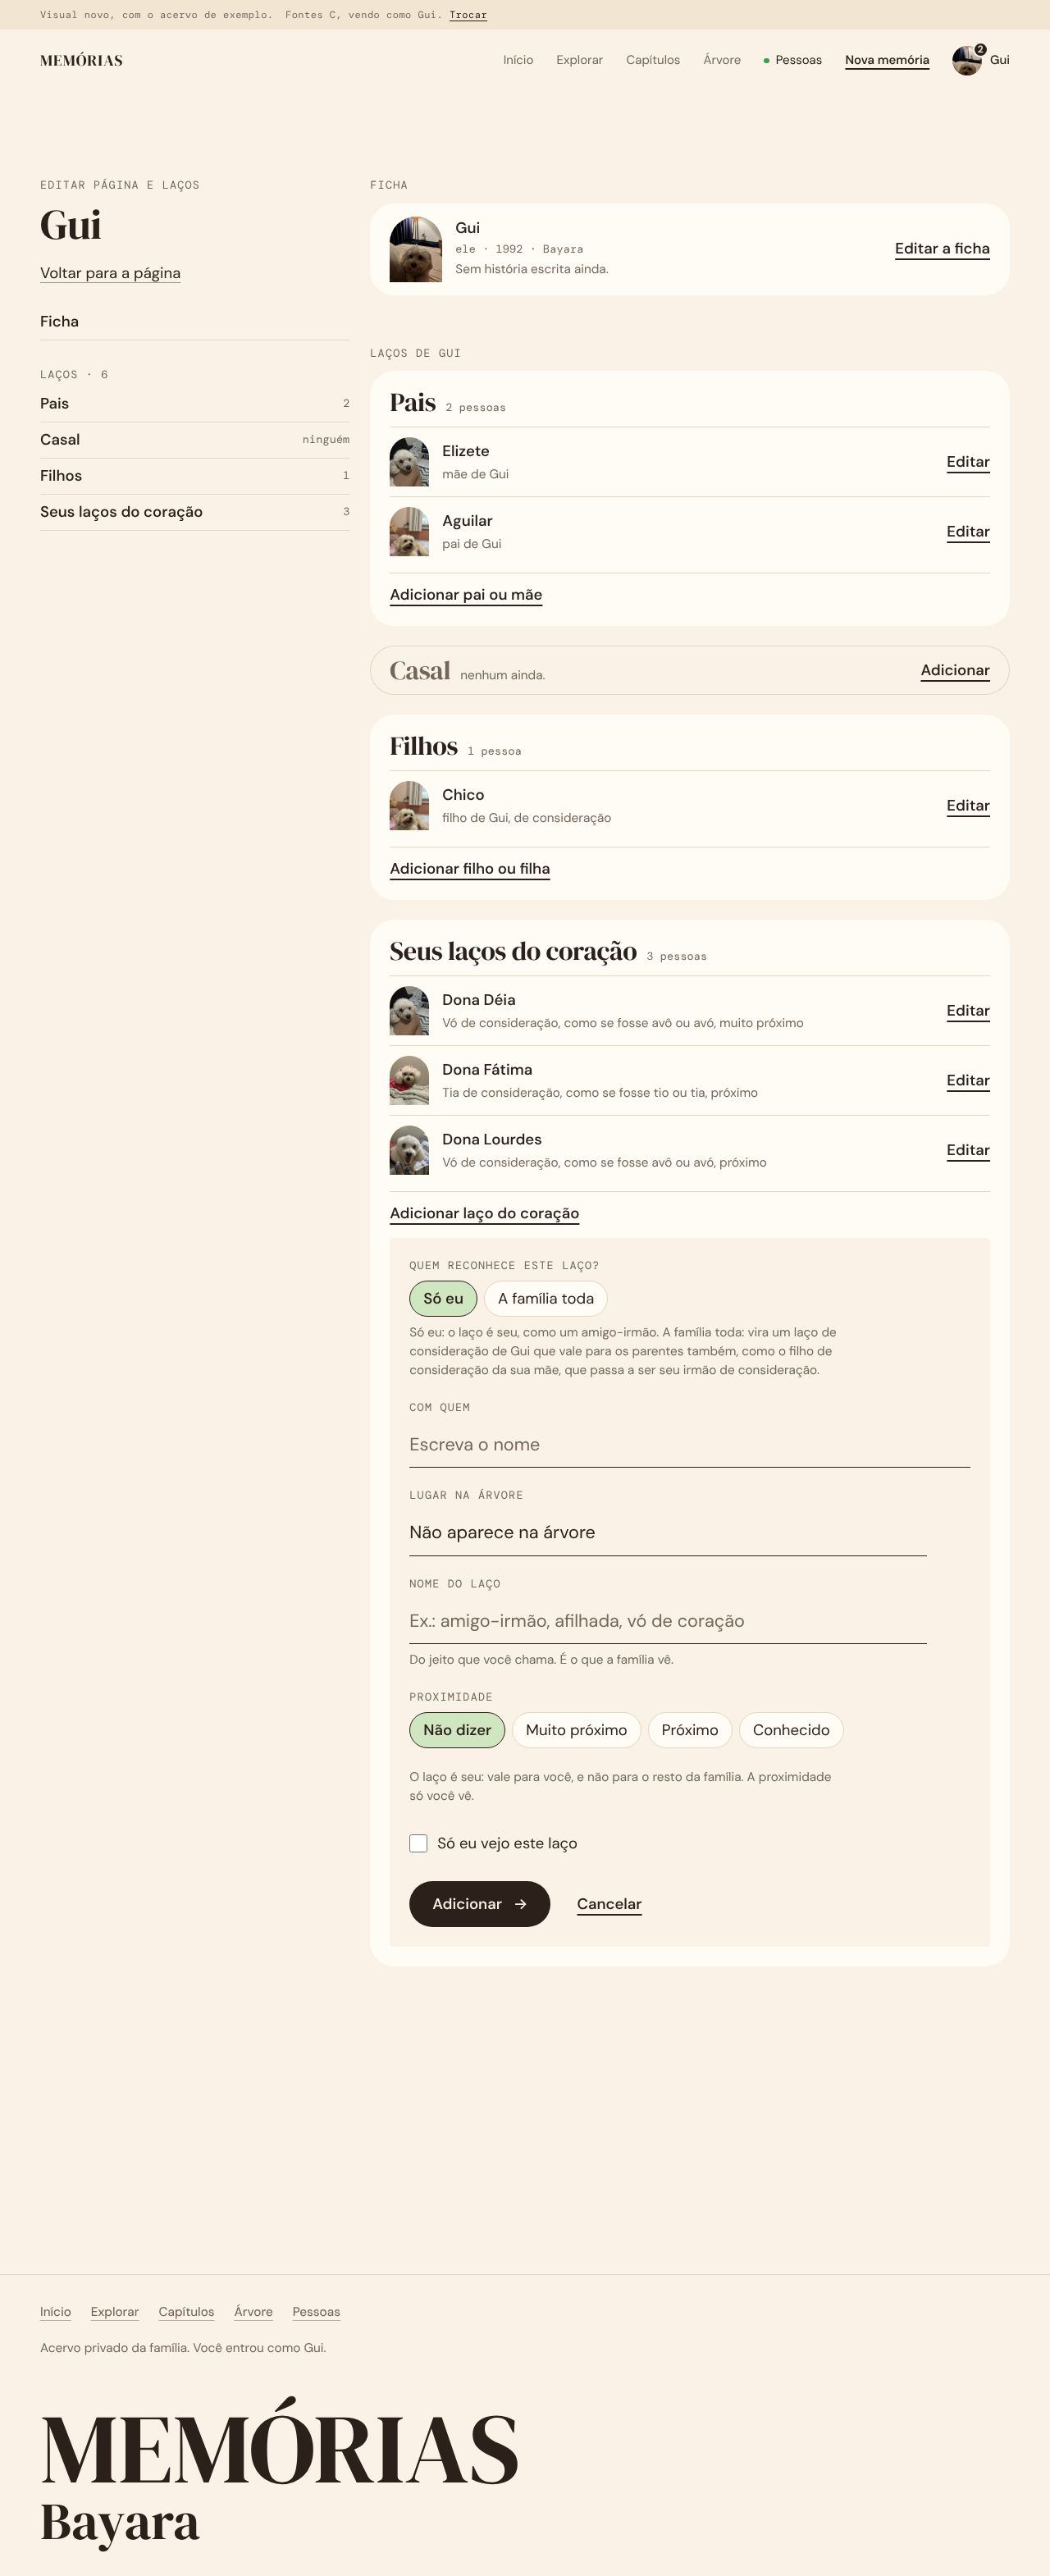 Visual novo, com o acervo de exemplo. Fontes C, vendo como Gui. Trocar
MEMÓRIAS
Início Explorar Capítulos Árvore Pessoas Nova memória 2 Gui
EDITAR PÁGINA E LAÇOS
Gui
Voltar para a página
Ficha
LAÇOS · 6
Pais 2
Casal ninguém
Filhos 1
Seus laços do coração 3
FICHA
Gui
ele · 1992 · Bayara
Sem história escrita ainda.
Editar a ficha
LAÇOS DE GUI
Pais 2 pessoas
Elizete
mãe de Gui
Editar
Aguilar
pai de Gui
Editar
Adicionar pai ou mãe
Casal nenhum ainda. Adicionar
Filhos 1 pessoa
Chico
filho de Gui, de consideração
Editar
Adicionar filho ou filha
Seus laços do coração 3 pessoas
Dona Déia
Vó de consideração, como se fosse avô ou avó, muito próximo
Editar
Dona Fátima
Tia de consideração, como se fosse tio ou tia, próximo
Editar
Dona Lourdes
Vó de consideração, como se fosse avô ou avó, próximo
Editar
Adicionar laço do coração
QUEM RECONHECE ESTE LAÇO?
Só eu A família toda
Só eu: o laço é seu, como um amigo-irmão. A família toda: vira um laço de
consideração de Gui que vale para os parentes também, como o filho de
consideração da sua mãe, que passa a ser seu irmão de consideração.
COM QUEM
Escreva o nome
LUGAR NA ÁRVORE
Não aparece na árvore
NOME DO LAÇO
Ex.: amigo-irmão, afilhada, vó de coração
Do jeito que você chama. É o que a família vê.
PROXIMIDADE
Não dizer Muito próximo Próximo Conhecido
O laço é seu: vale para você, e não para o resto da família. A proximidade
só você vê.
Só eu vejo este laço
Adicionar → Cancelar
Início Explorar Capítulos Árvore Pessoas
Acervo privado da família. Você entrou como Gui.
MEMÓRIAS
Bayara